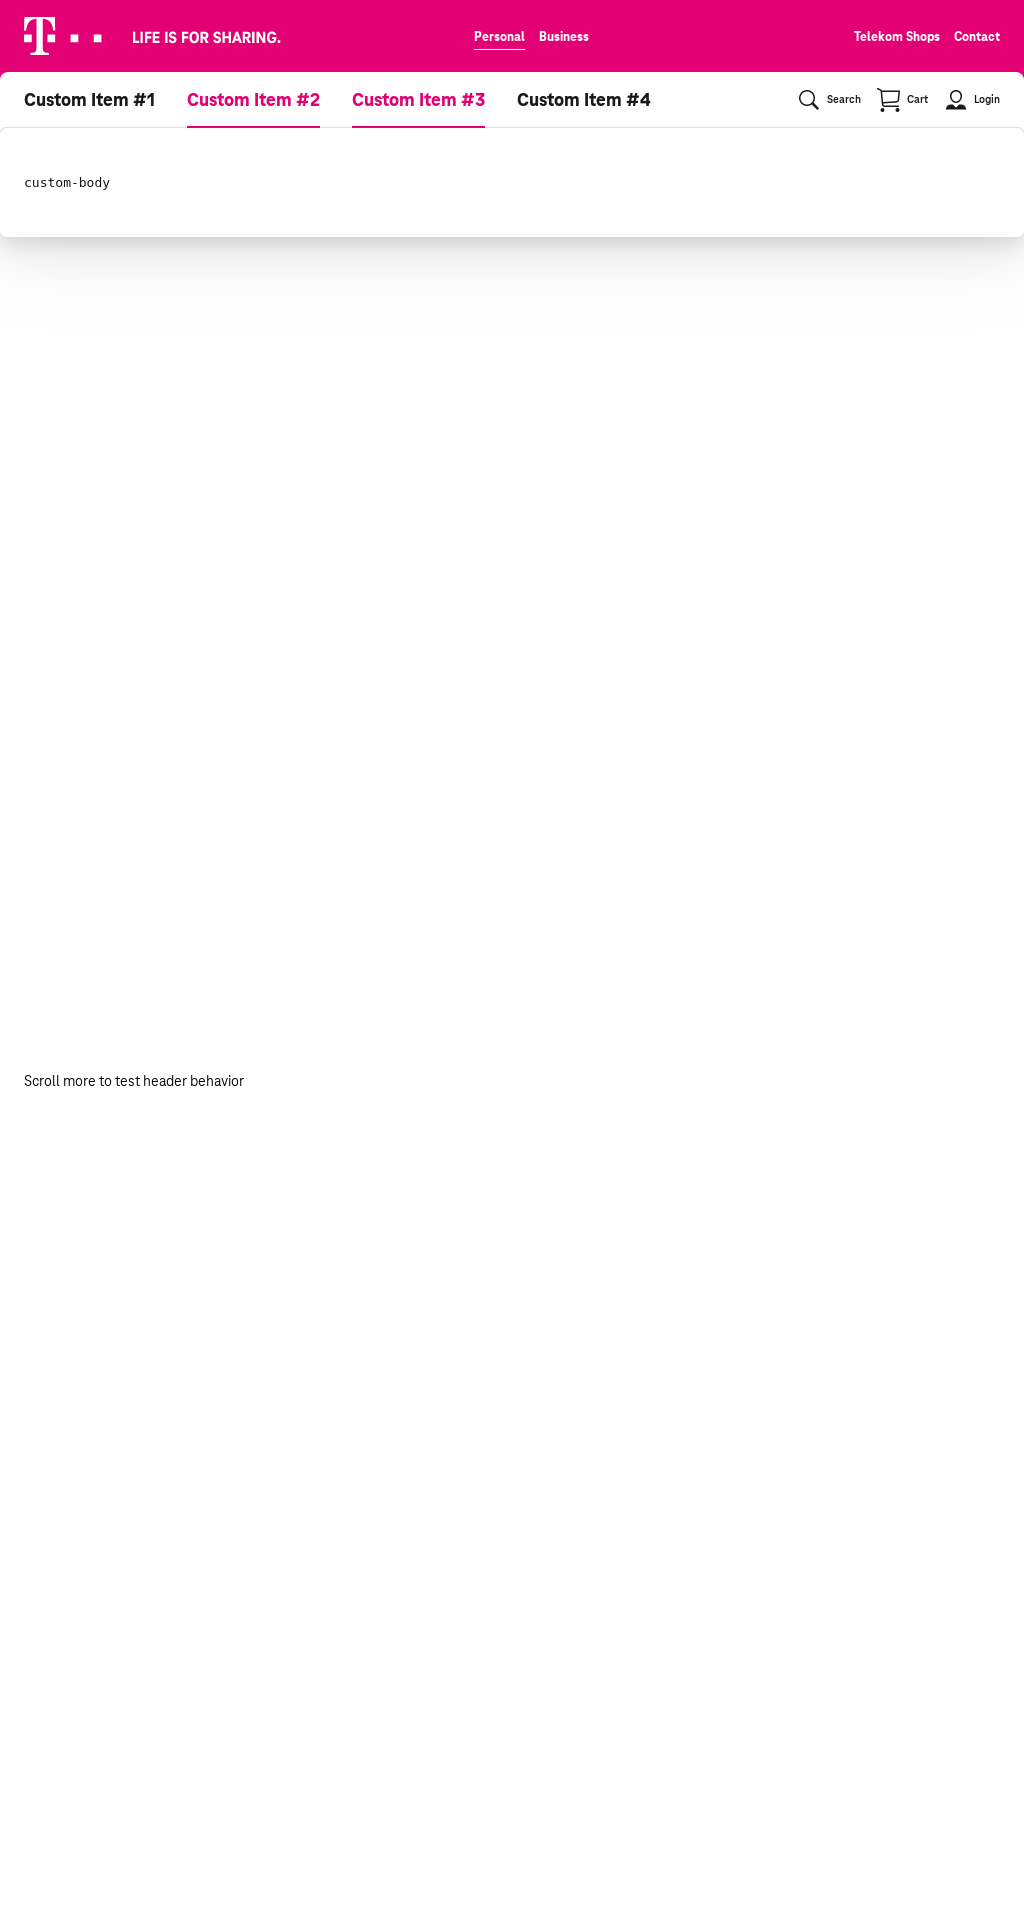 T
LIFE IS FOR SHARING.
Personal Business
Telekom Shops Contact
Custom Item #1 Custom Item #2 Custom Item #3 Custom Item #4
Search Cart Login
custom-body
Scroll more to test header behavior